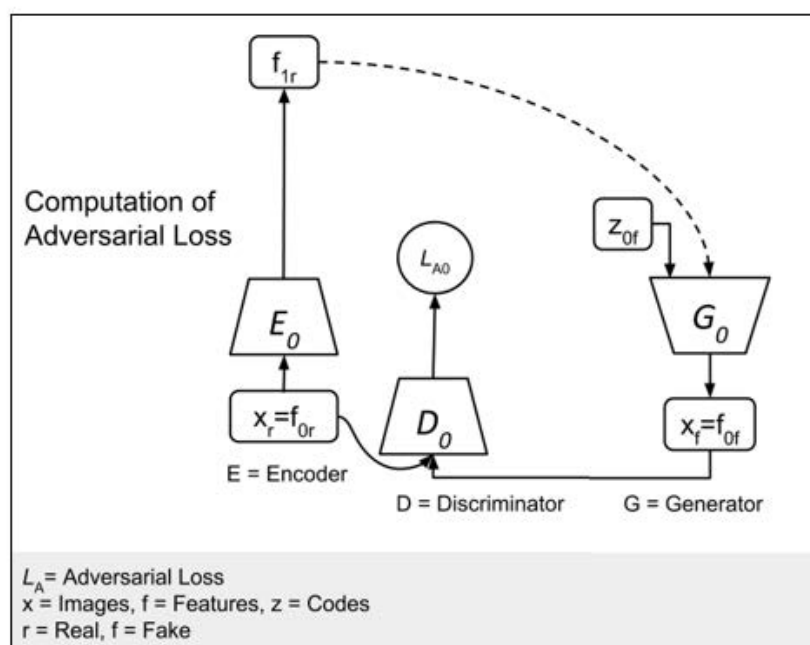 f1r
Computation of
Adversarial Loss
z0f
LA0
E0
G0
xr=f0r
D0
xf=f0f
E = Encoder
D = Discriminator
G = Generator
LA= Adversarial Loss
x = Images, f = Features, z = Codes
r = Real, f = Fake